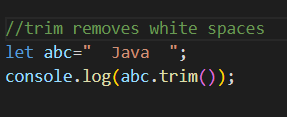 //trim removes white spaces
let abc="  Java  ";
console.log(abc.trim());